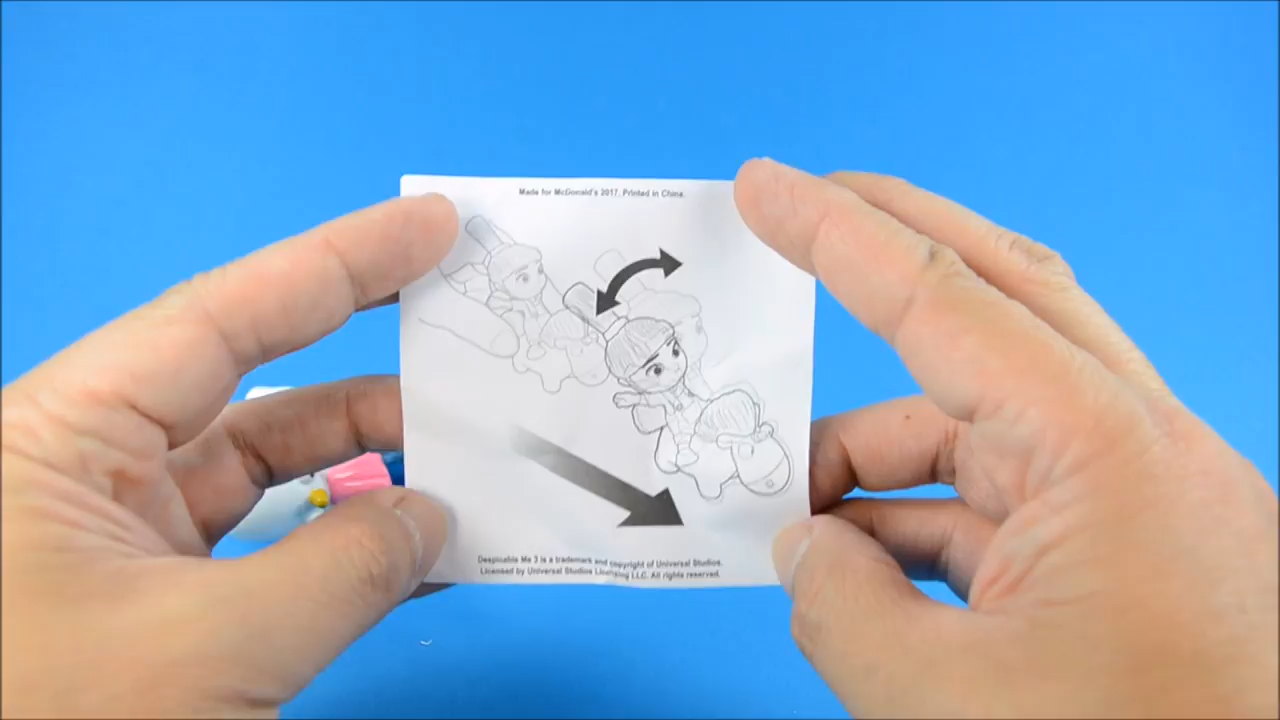 Made for McDonald's 2017. Printed in China.
Despicable Me 3 is a trademark and copyright of Universal Studios.
Licensed by Universal Studios Licensing LLC. All rights reserved.